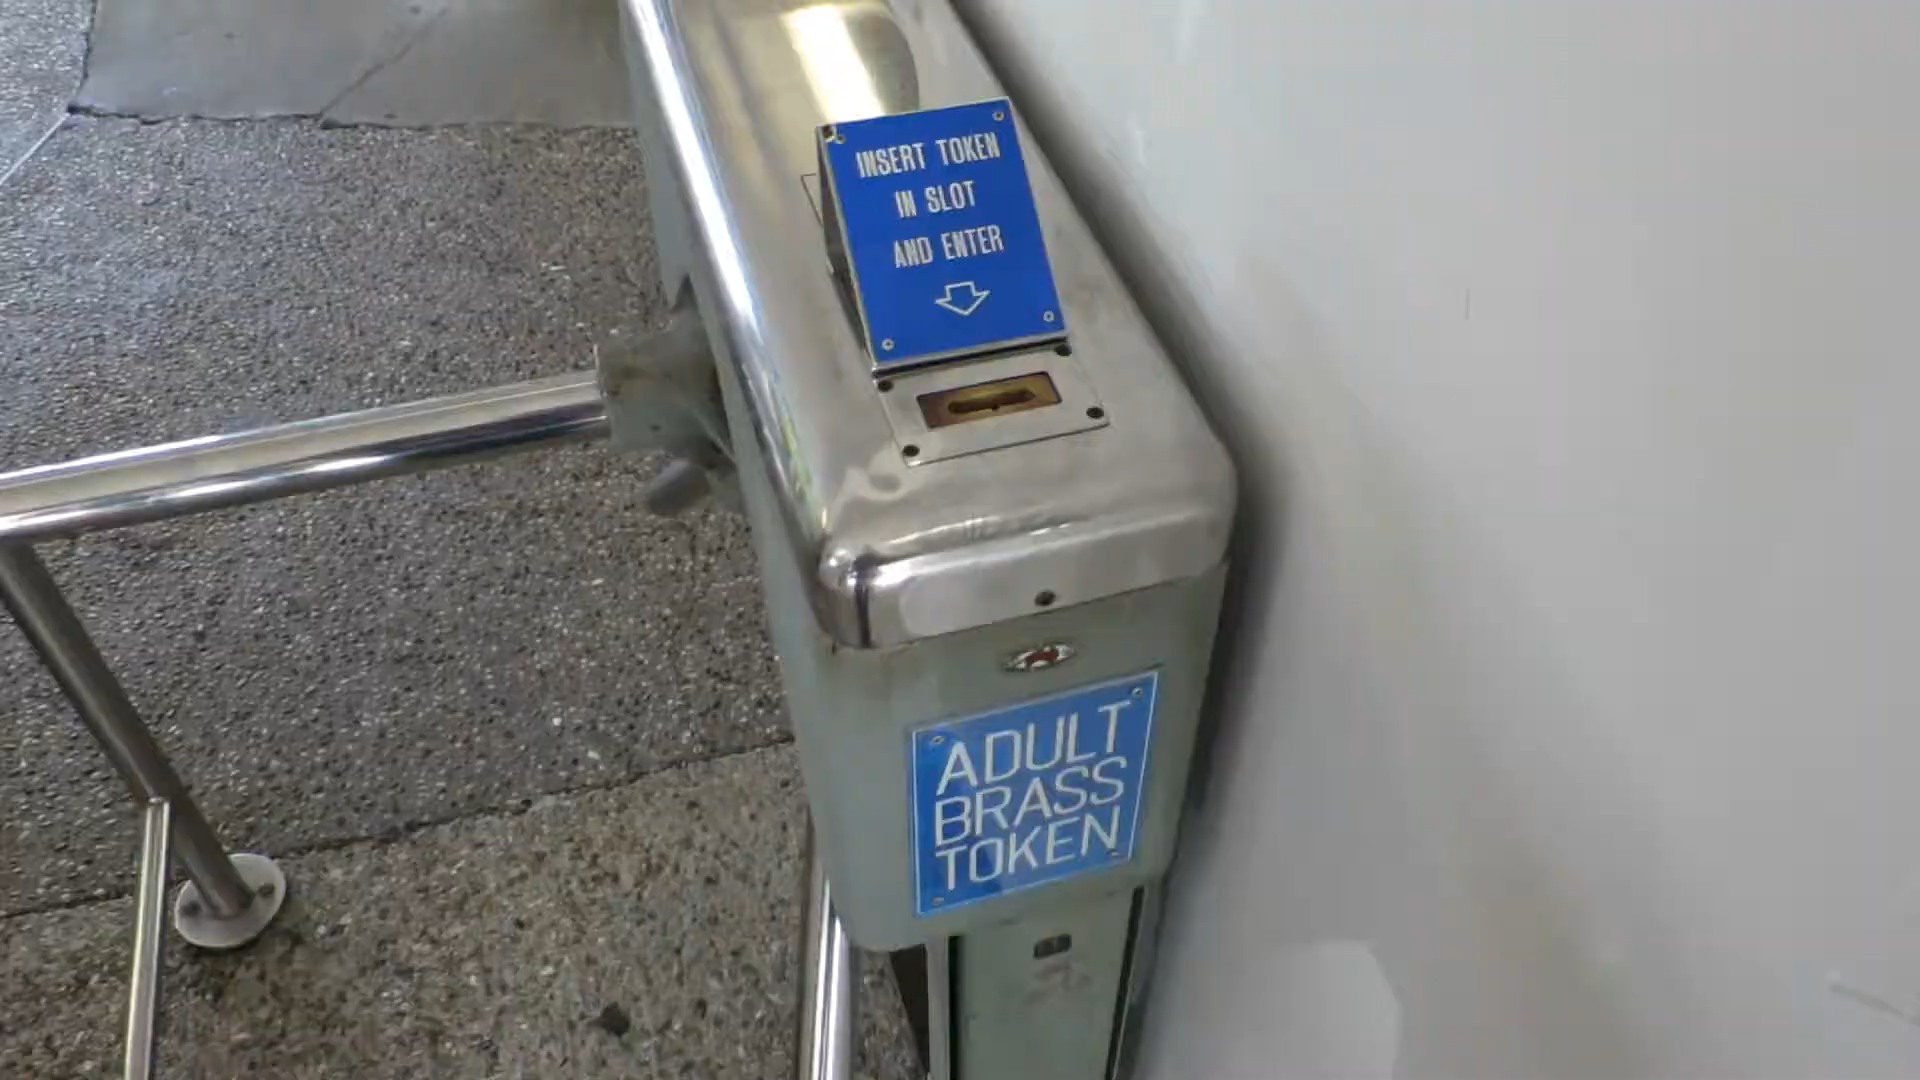 INSERT TOKEN
IN SLOT
AND ENTER
ADULT
BRASS
TOKEN